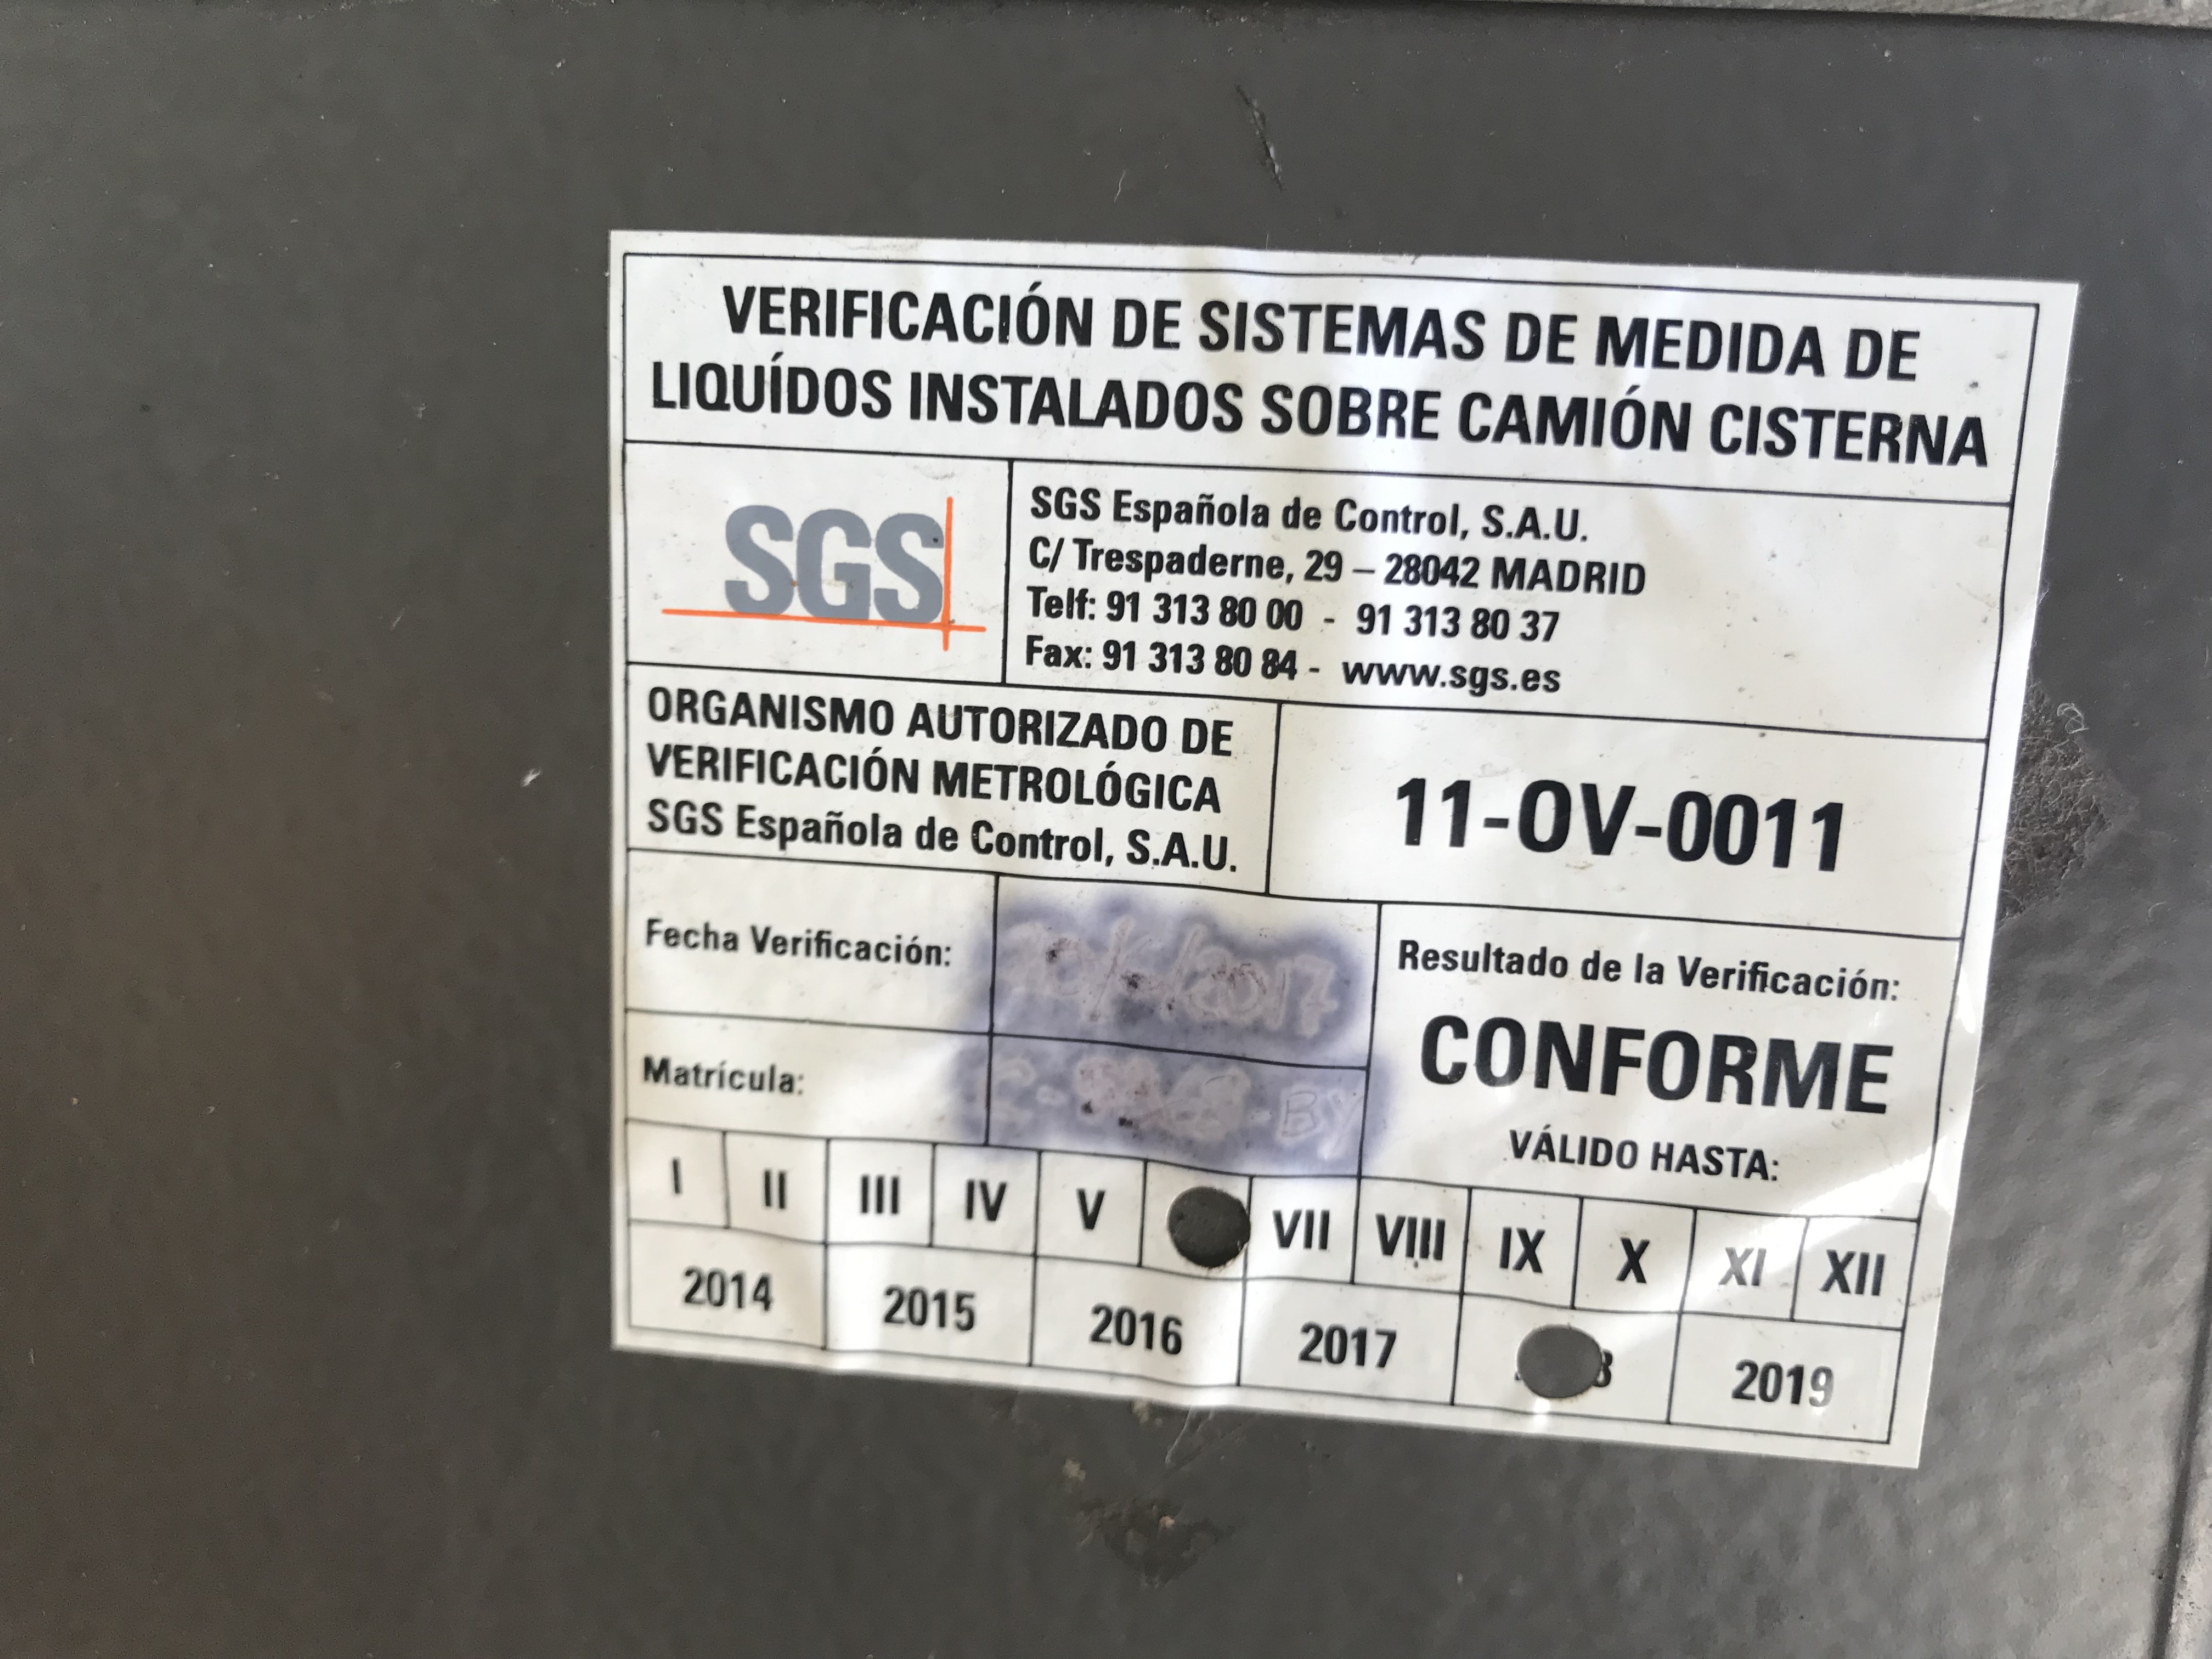 VERIFICACIÓN DE SISTEMAS DE MEDIDA DE
LIQUÍDOS INSTALADOS SOBRE CAMIÓN CISTERNA
SGS
SGS Española de Control, S.A.U.
C/ Trespaderne, 29 – 28042 MADRID
Telf: 91 313 80 00 - 91 313 80 37
Fax: 91 313 80 84 - www.sgs.es
ORGANISMO AUTORIZADO DE
VERIFICACIÓN METROLÓGICA
SGS Española de Control, S.A.U.
11-OV-0011
Fecha Verificación:
Matrícula:
Resultado de la Verificación:
CONFORME
VÁLIDO HASTA:
I II III IV V VII VIII IX X XI XII
2014 2015 2016 2017 2019